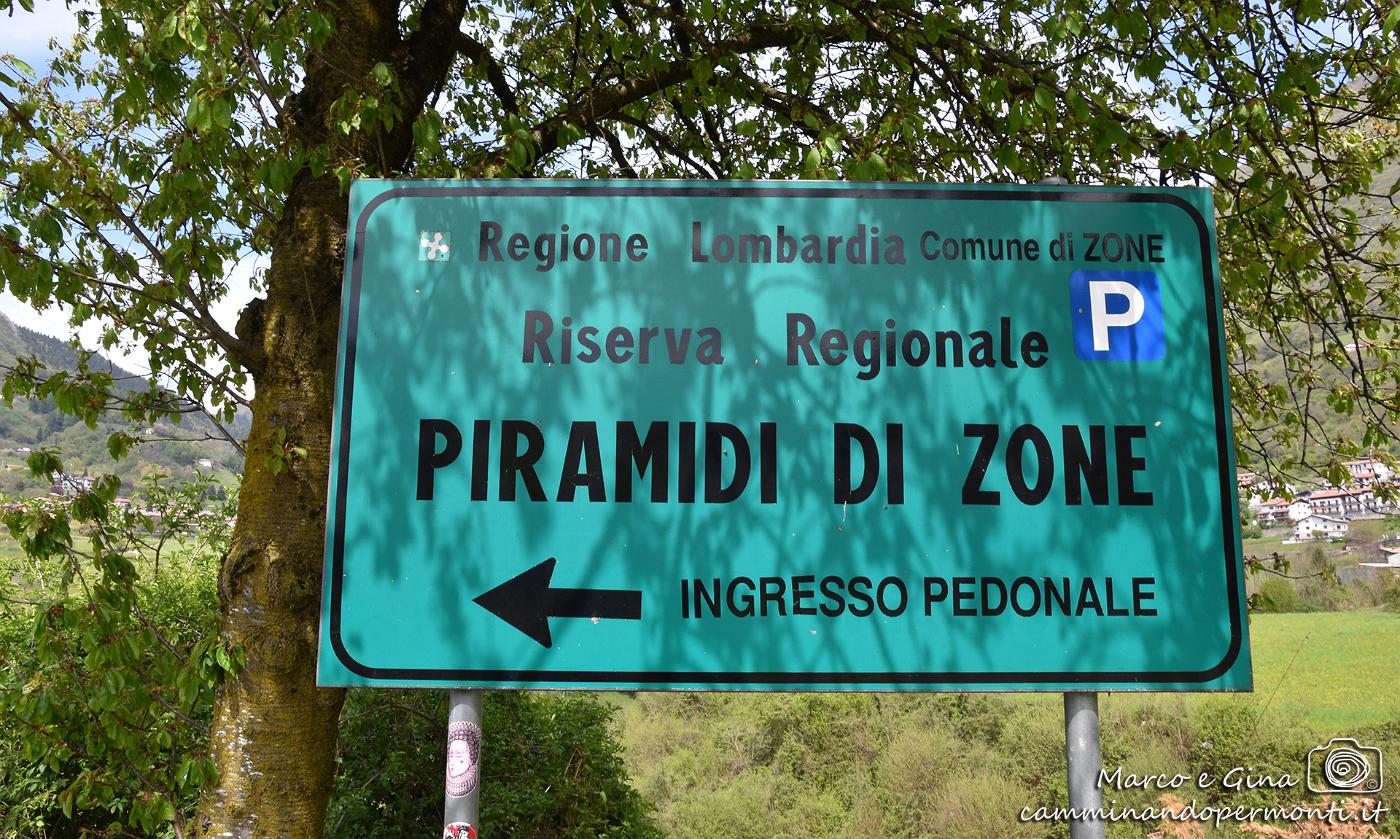 Regione Lombardia Comune di ZONE
Riserva Regionale P
PIRAMIDI DI ZONE
INGRESSO PEDONALE
Marco e Gina
camminandopermonti.it